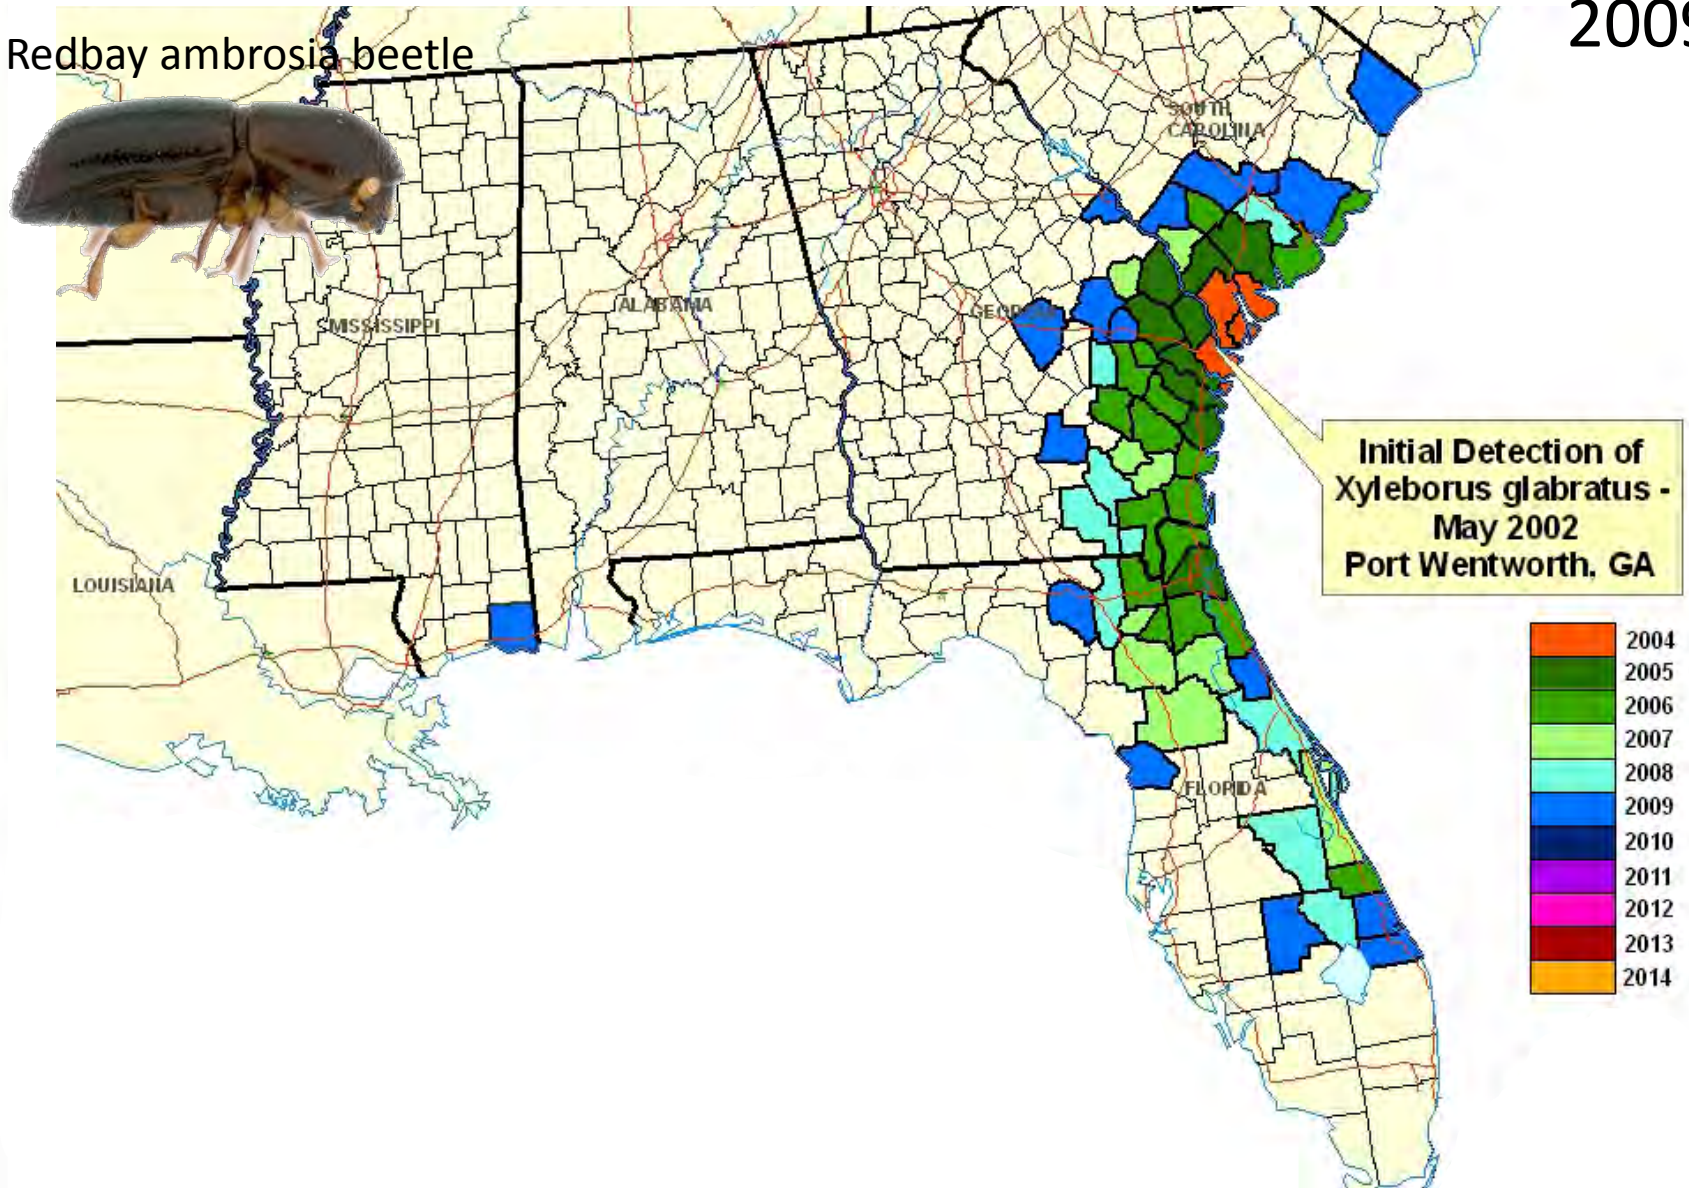 2009
Redbay ambrosia beetle
SOUTH
CAROLINA
ALABAMA
GEORGIA
MISSISSIPPI
Initial Detection of
Xyleborus glabratus -
May 2002
Port Wentworth, GA
LOUISIANA
FLORIDA
2004
2005
2006
2007
2008
2009
2010
2011
2012
2013
2014